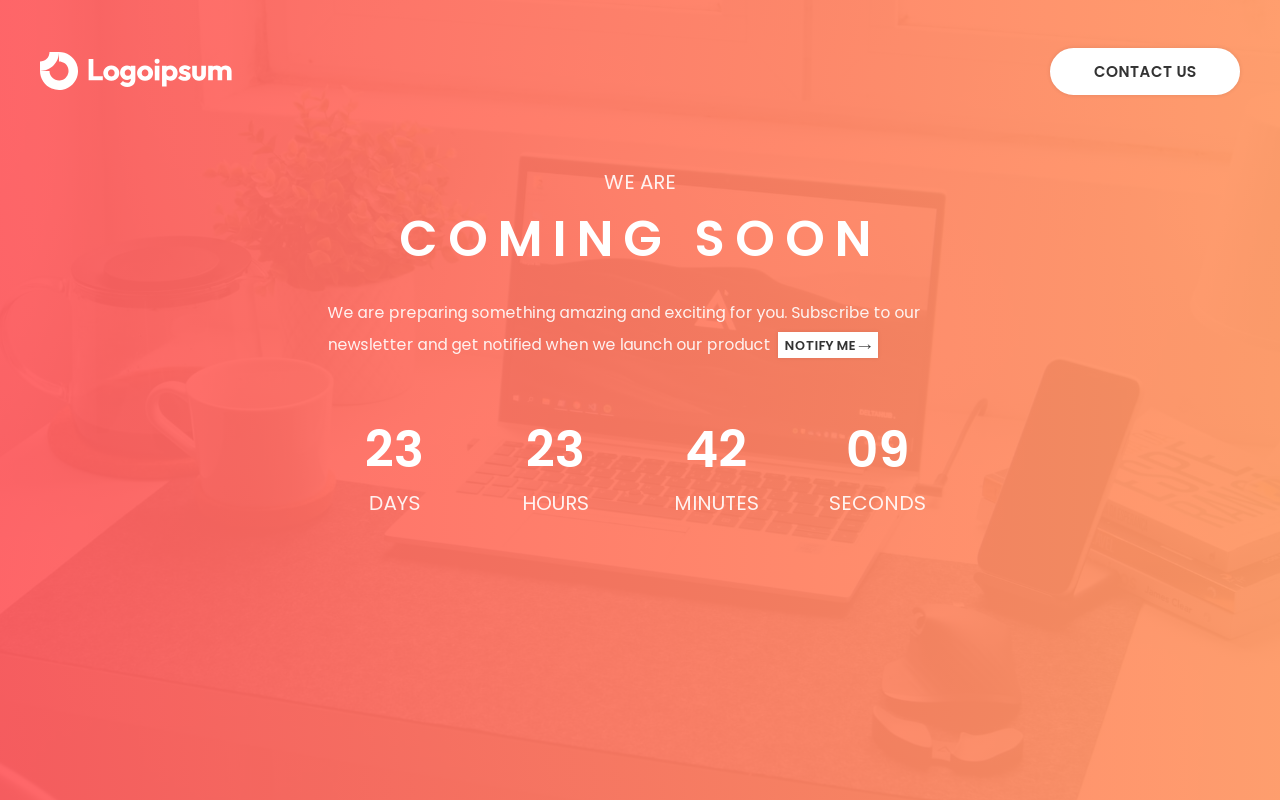 Logoipsum
CONTACT US
WE ARE
COMING SOON
We are preparing something amazing and exciting for you. Subscribe to our
newsletter and get notified when we launch our product NOTIFY ME→
23 23 42 09
DAYS HOURS MINUTES SECONDS